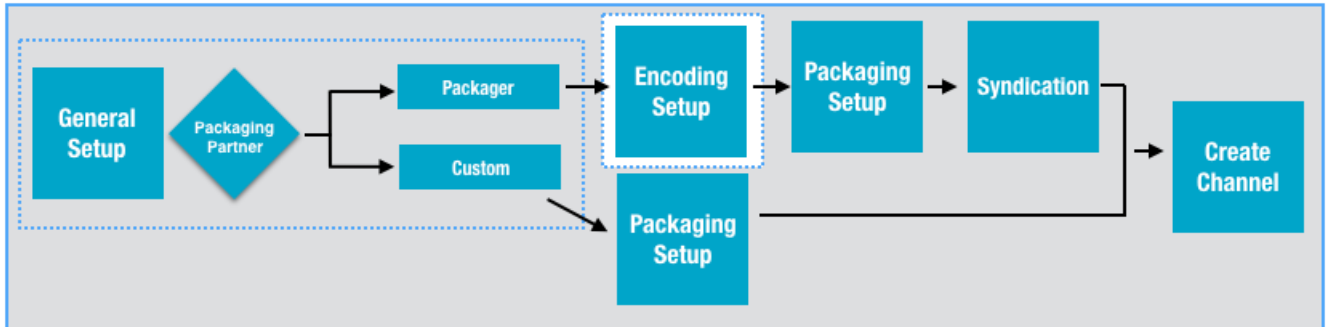 General
Setup
Packaging
Partner
Packager
Custom
Encoding
Setup
Packaging
Setup
Syndication
Packaging
Setup
Create
Channel